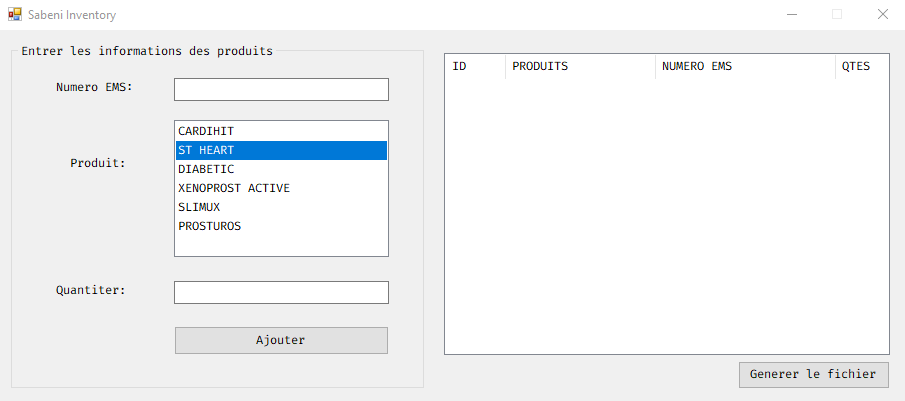 Sabeni Inventory
Entrer les informations des produits
Numero EMS:
Produit:
CARDIHIT
ST HEART
DIABETIC
XENOPROST ACTIVE
SLIMUX
PROSTUROS
Quantiter:
Ajouter
ID PRODUITS NUMERO EMS QTES
Generer le fichier